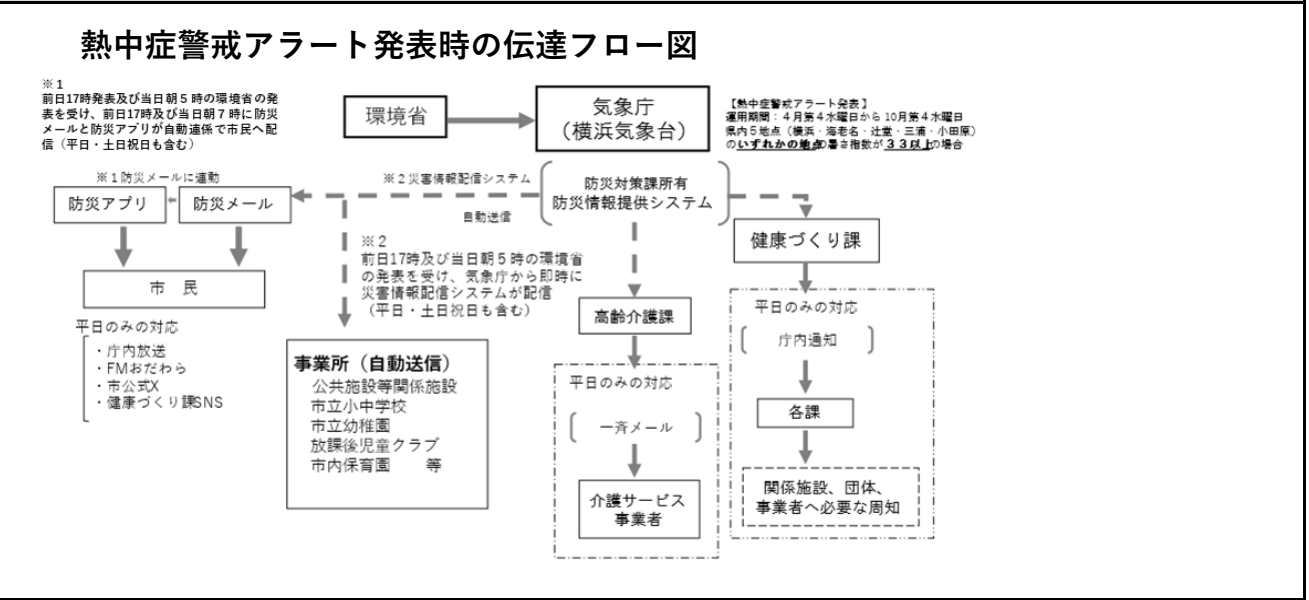 熱中症警戒アラート発表時の伝達フロー図
※1
前日17時発表及び当日朝5時の環境省の発
表を受け、前日17時及び当日朝7時に防災
メールと防災アプリが自動連係で市民へ配
信（平日・土日祝日も含む）
環境省
気象庁
（横浜気象台）
【熱中症警戒アラート発表】
運用期間：4月第4水曜日から10月第4水曜日
県内5地点（横浜・海老名・辻堂・三浦・小田原）
のいずれかの地点の暑さ指数が33以上の場合
※1防災メールに連動
防災アプリ
防災メール
※2災害情報配信システム
自動送信
防災対策課所有
防災情報提供システム
健康づくり課
※2
前日17時及び当日朝5時の環境省
の発表を受け、気象庁から即時に
災害情報配信システムが配信
（平日・土日祝日も含む）
市　民
平日のみの対応
・庁内放送
・FMおだわら
・市公式X
・健康づくり課SNS
事業所（自動送信）
公共施設等関係施設
市立小中学校
市立幼稚園
放課後児童クラブ
市内保育園　　等
高齢介護課
平日のみの対応
一斉メール
介護サービス
事業者
平日のみの対応
庁内通知
各課
関係施設、団体、
事業者へ必要な周知